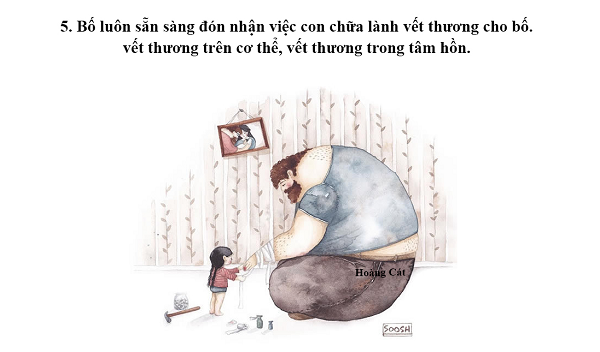 5. Bố luôn sẵn sàng đón nhận việc con chữa lành vết thương cho bố.
vết thương trên cơ thể, vết thương trong tâm hồn.
Hoàng Cát
SOOSH